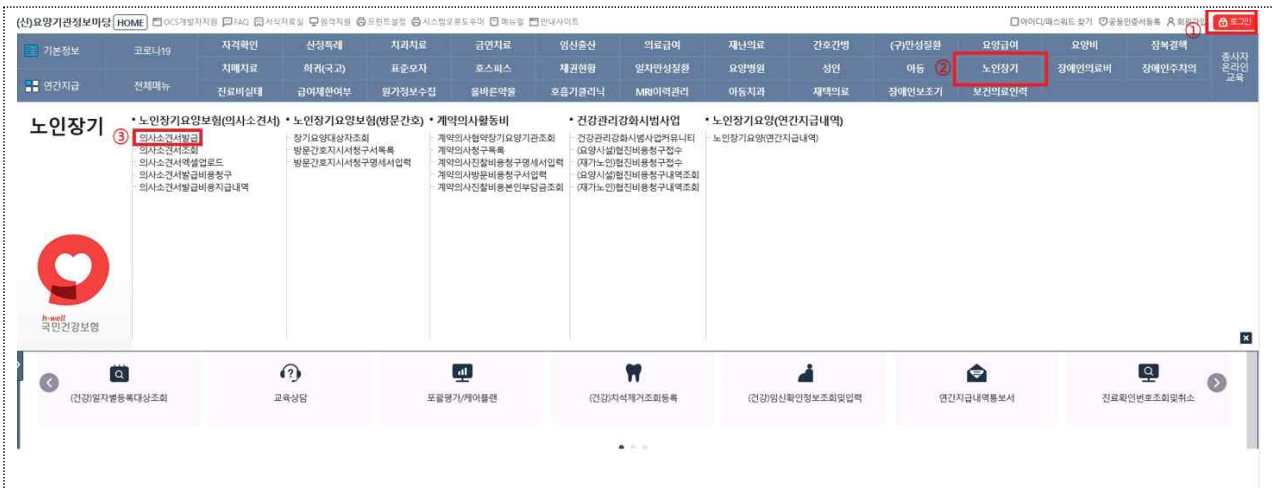 (신)요양기관정보마당 HOME OCS개발자지원 FAQ 서식자료실 원격지원 프린트설정 시스템오류도우미 매뉴얼 안내사이트 아이디/패스워드 찾기 공동인증서등록 회원가입 ① 로그인
기본정보 코로나19 자격확인 산정특례 치과치료 금연치료 임신출산 의료급여 재난의료 간호간병 (구)만성질환 요양급여 요양비 잠복결핵 종사자 온라인 교육
치매치료 희귀(국고) 표준모자 호스피스 채권현황 일차만성질환 요양병원 성인 아동 ② 노인장기 장애인의료비 장애인주치의
연간지급 전체메뉴 진료비실태 급여제한여부 원가정보수집 올바른약물 호흡기클리닉 MRI이력관리 아동치과 재택의료 장애인보조기 보건의료인력
노인장기
• 노인장기요양보험(의사소견서)
③ 의사소견서발급
의사소견서조회
의사소견서엑셀업로드
의사소견서발급비용청구
의사소견서발급비용지급내역
• 노인장기요양보험(방문간호)
장기요양대상자조회
방문간호지시서청구서목록
방문간호지시서청구명세서입력
• 계약의사활동비
계약의사협약장기요양기관조회
계약의사청구목록
계약의사진찰비용청구명세서입력
계약의사방문비용청구서입력
계약의사진찰비용본인부담금조회
• 건강관리강화시범사업
건강관리강화시범사업커뮤니티
(요양시설)협진비용청구접수
(재가노인)협진비용청구접수
(요양시설)협진비용청구내역조회
(재가노인)협진비용청구내역조회
• 노인장기요양(연간지급내역)
노인장기요양(연간지급내역)
h-well
국민건강보험
(건강)일자별등록대상조회 교육상담 포괄평가/케어플랜 (건강)치석제거조회등록 (건강)임신확인정보조회및입력 연간지급내역통보서 진료확인번호조회및취소